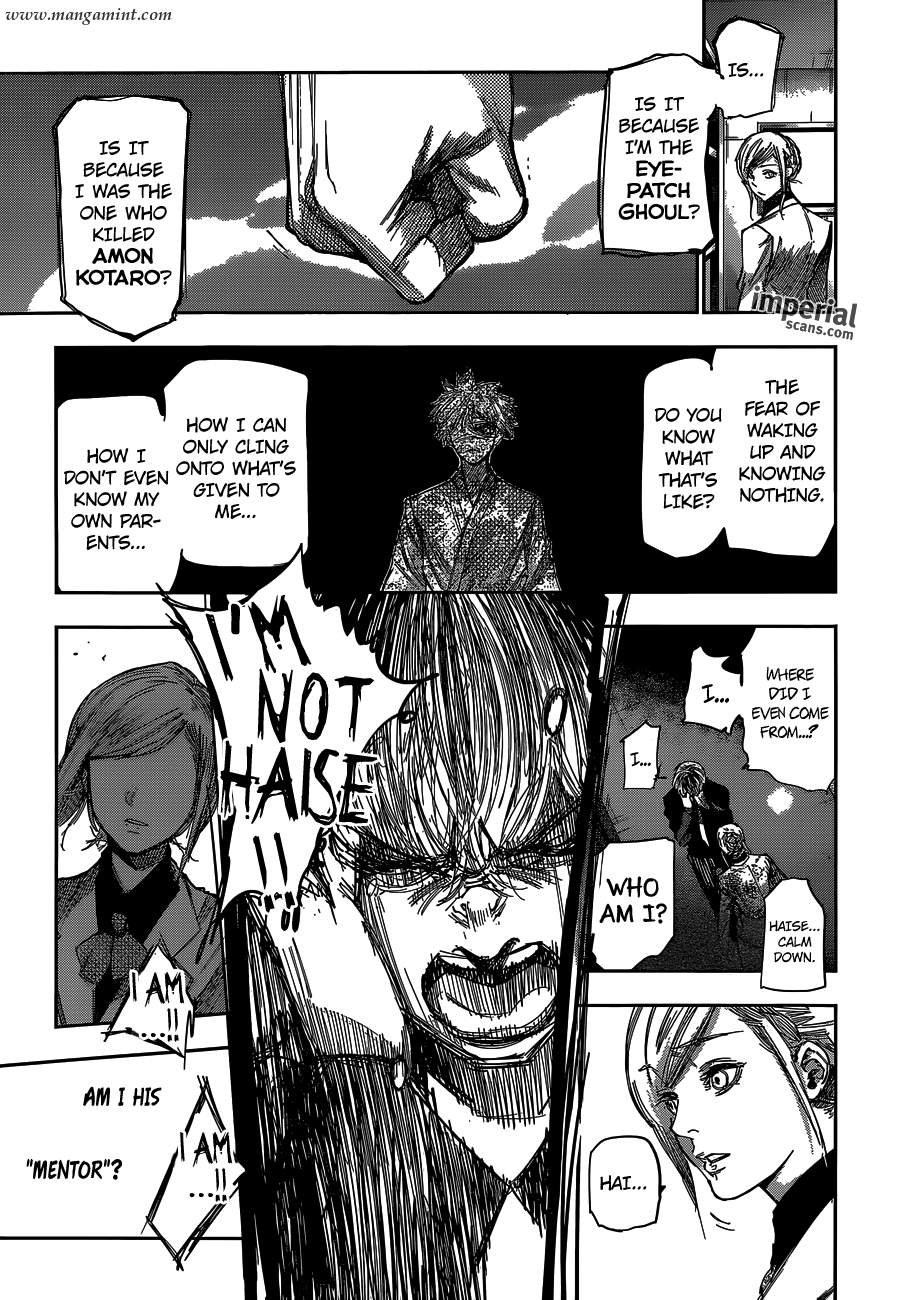 www.mangamint.com
IS...
IS IT
BECAUSE
I'M THE
EYE-
PATCH
GHOUL?
IS IT
BECAUSE
I WAS THE
ONE WHO
KILLED
AMON
KOTARO?
imperial
scans.com
THE
FEAR OF
WAKING
UP AND
KNOWING
NOTHING.
DO YOU
KNOW
WHAT
THAT'S
LIKE?
HOW I CAN
ONLY CLING
ONTO WHAT'S
GIVEN TO
ME...
HOW I
DON'T EVEN
KNOW MY
OWN PAR-
ENTS...
WHERE
DID I
EVEN COME
FROM...?
I...
I...
WHO
AM I?
HAISE...
CALM
DOWN.
I'M
NOT
HAISE
!!
HAI...
I AM
...!!
I AM
...!!
AM I HIS
"MENTOR"?